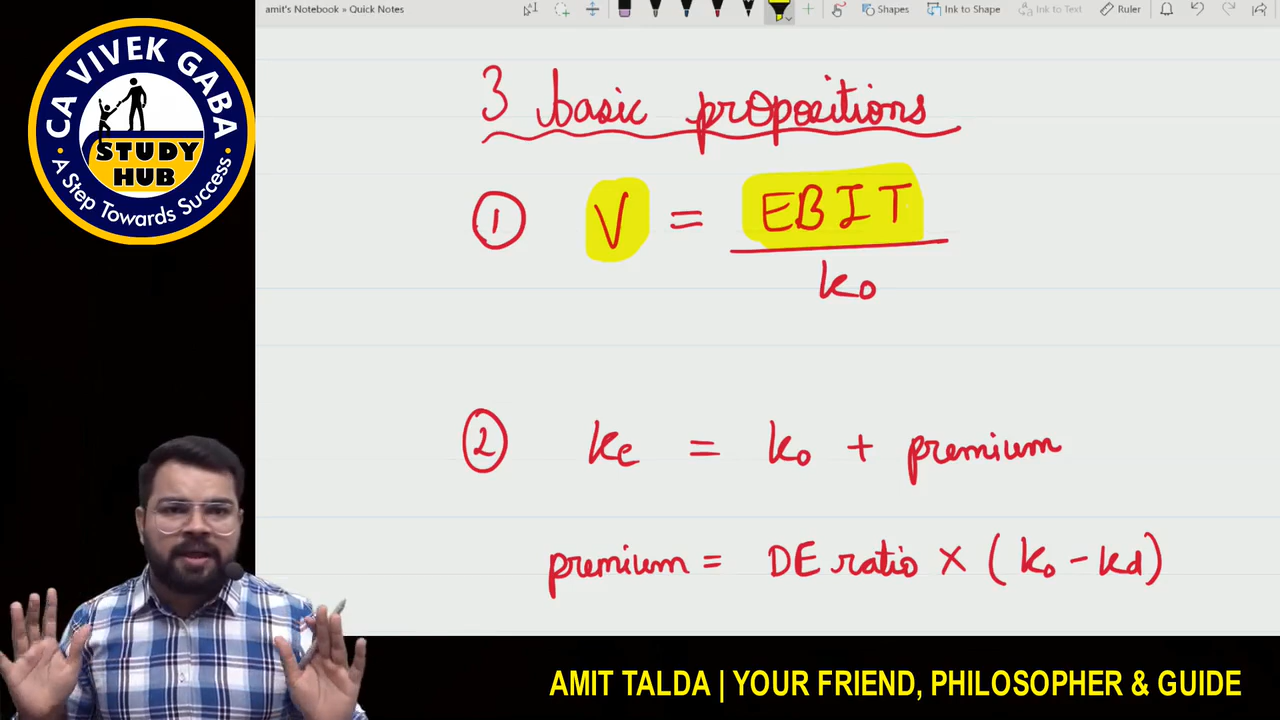 amit's Notebook » Quick Notes
Shapes Ink to Shape Ink to Text Ruler
CA VIVEK GABA
STUDY
HUB
A Step Towards Success
3 basic propositions
① V = EBIT
ko
② ke = ko + premium
premium = DE ratio × (ko - kd)
AMIT TALDA | YOUR FRIEND, PHILOSOPHER & GUIDE